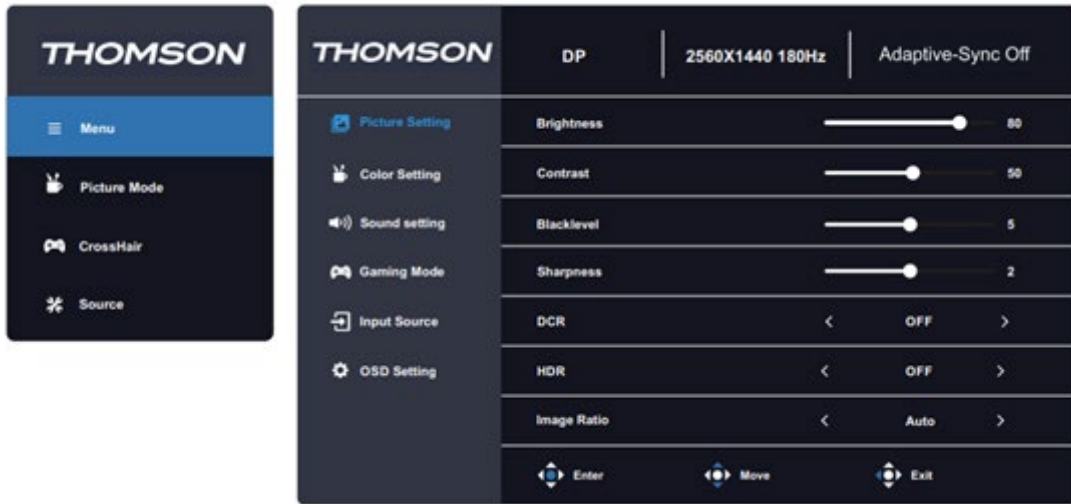 THOMSON
Menu
Picture Mode
CrossHair
Source
THOMSON
DP
2560X1440 180Hz
Adaptive-Sync Off
Picture Setting
Color Setting
Sound setting
Gaming Mode
Input Source
OSD Setting
Brightness 80
Contrast 50
Blacklevel 5
Sharpness 2
DCR < OFF >
HDR < OFF >
Image Ratio < Auto >
Enter Move Exit